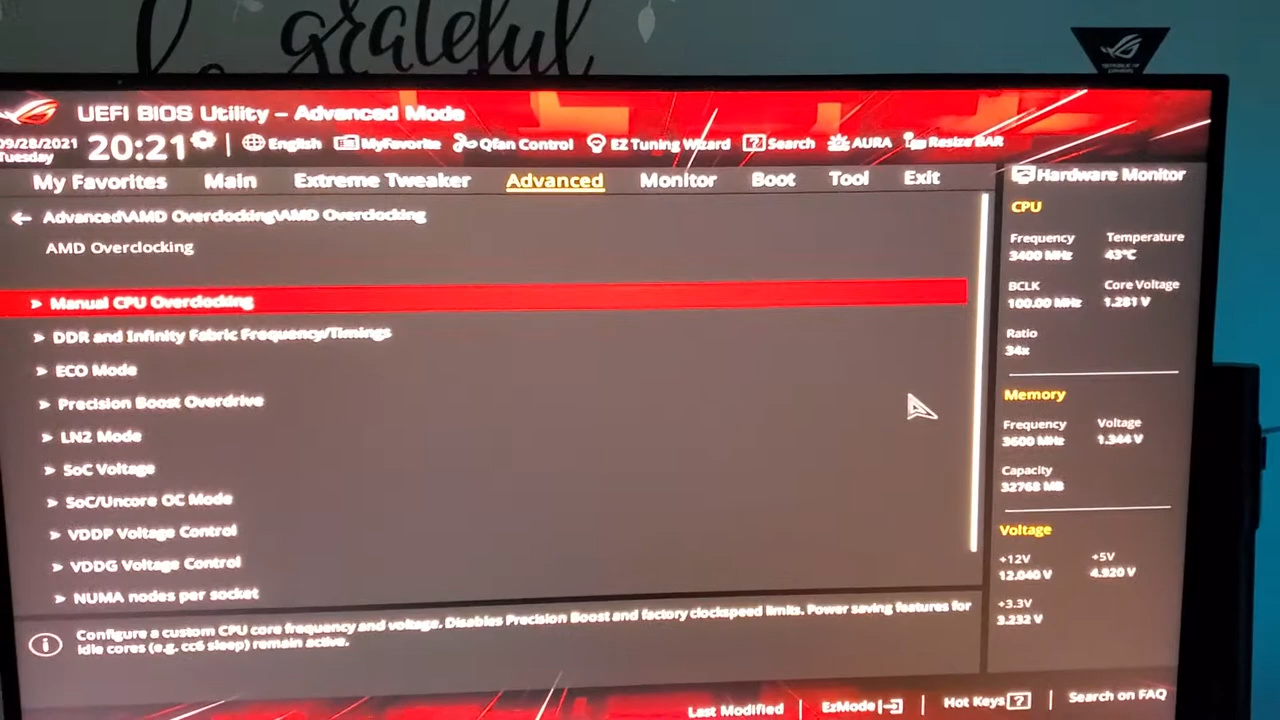 grateful
UEFI BIOS Utility – Advanced Mode
09/28/2021
Tuesday
20:21
English
MyFavorite
Qfan Control
EZ Tuning Wizard
Search
AURA
Resize BAR
My Favorites
Main
Extreme Tweaker
Advanced
Monitor
Boot
Tool
Exit
Hardware Monitor
Advanced\AMD Overclocking\AMD Overclocking
AMD Overclocking
> Manual CPU Overclocking
> DDR and Infinity Fabric Frequency/Timings
> ECO Mode
> Precision Boost Overdrive
> LN2 Mode
> SoC Voltage
> SoC/Uncore OC Mode
> VDDP Voltage Control
> VDDG Voltage Control
> NUMA nodes per socket
Configure a custom CPU core frequency and voltage. Disables Precision Boost and factory clockspeed limits. Power saving features for
idle cores (e.g. cc6 sleep) remain active.
CPU
Frequency Temperature
3400 MHz 43°C
BCLK Core Voltage
100.00 MHz 1.281 V
Ratio
34x
Memory
Frequency Voltage
3600 MHz 1.344 V
Capacity
32768 MB
Voltage
+12V +5V
12.040 V 4.920 V
+3.3V
3.232 V
Last Modified
EzMode
Hot Keys ?
Search on FAQ